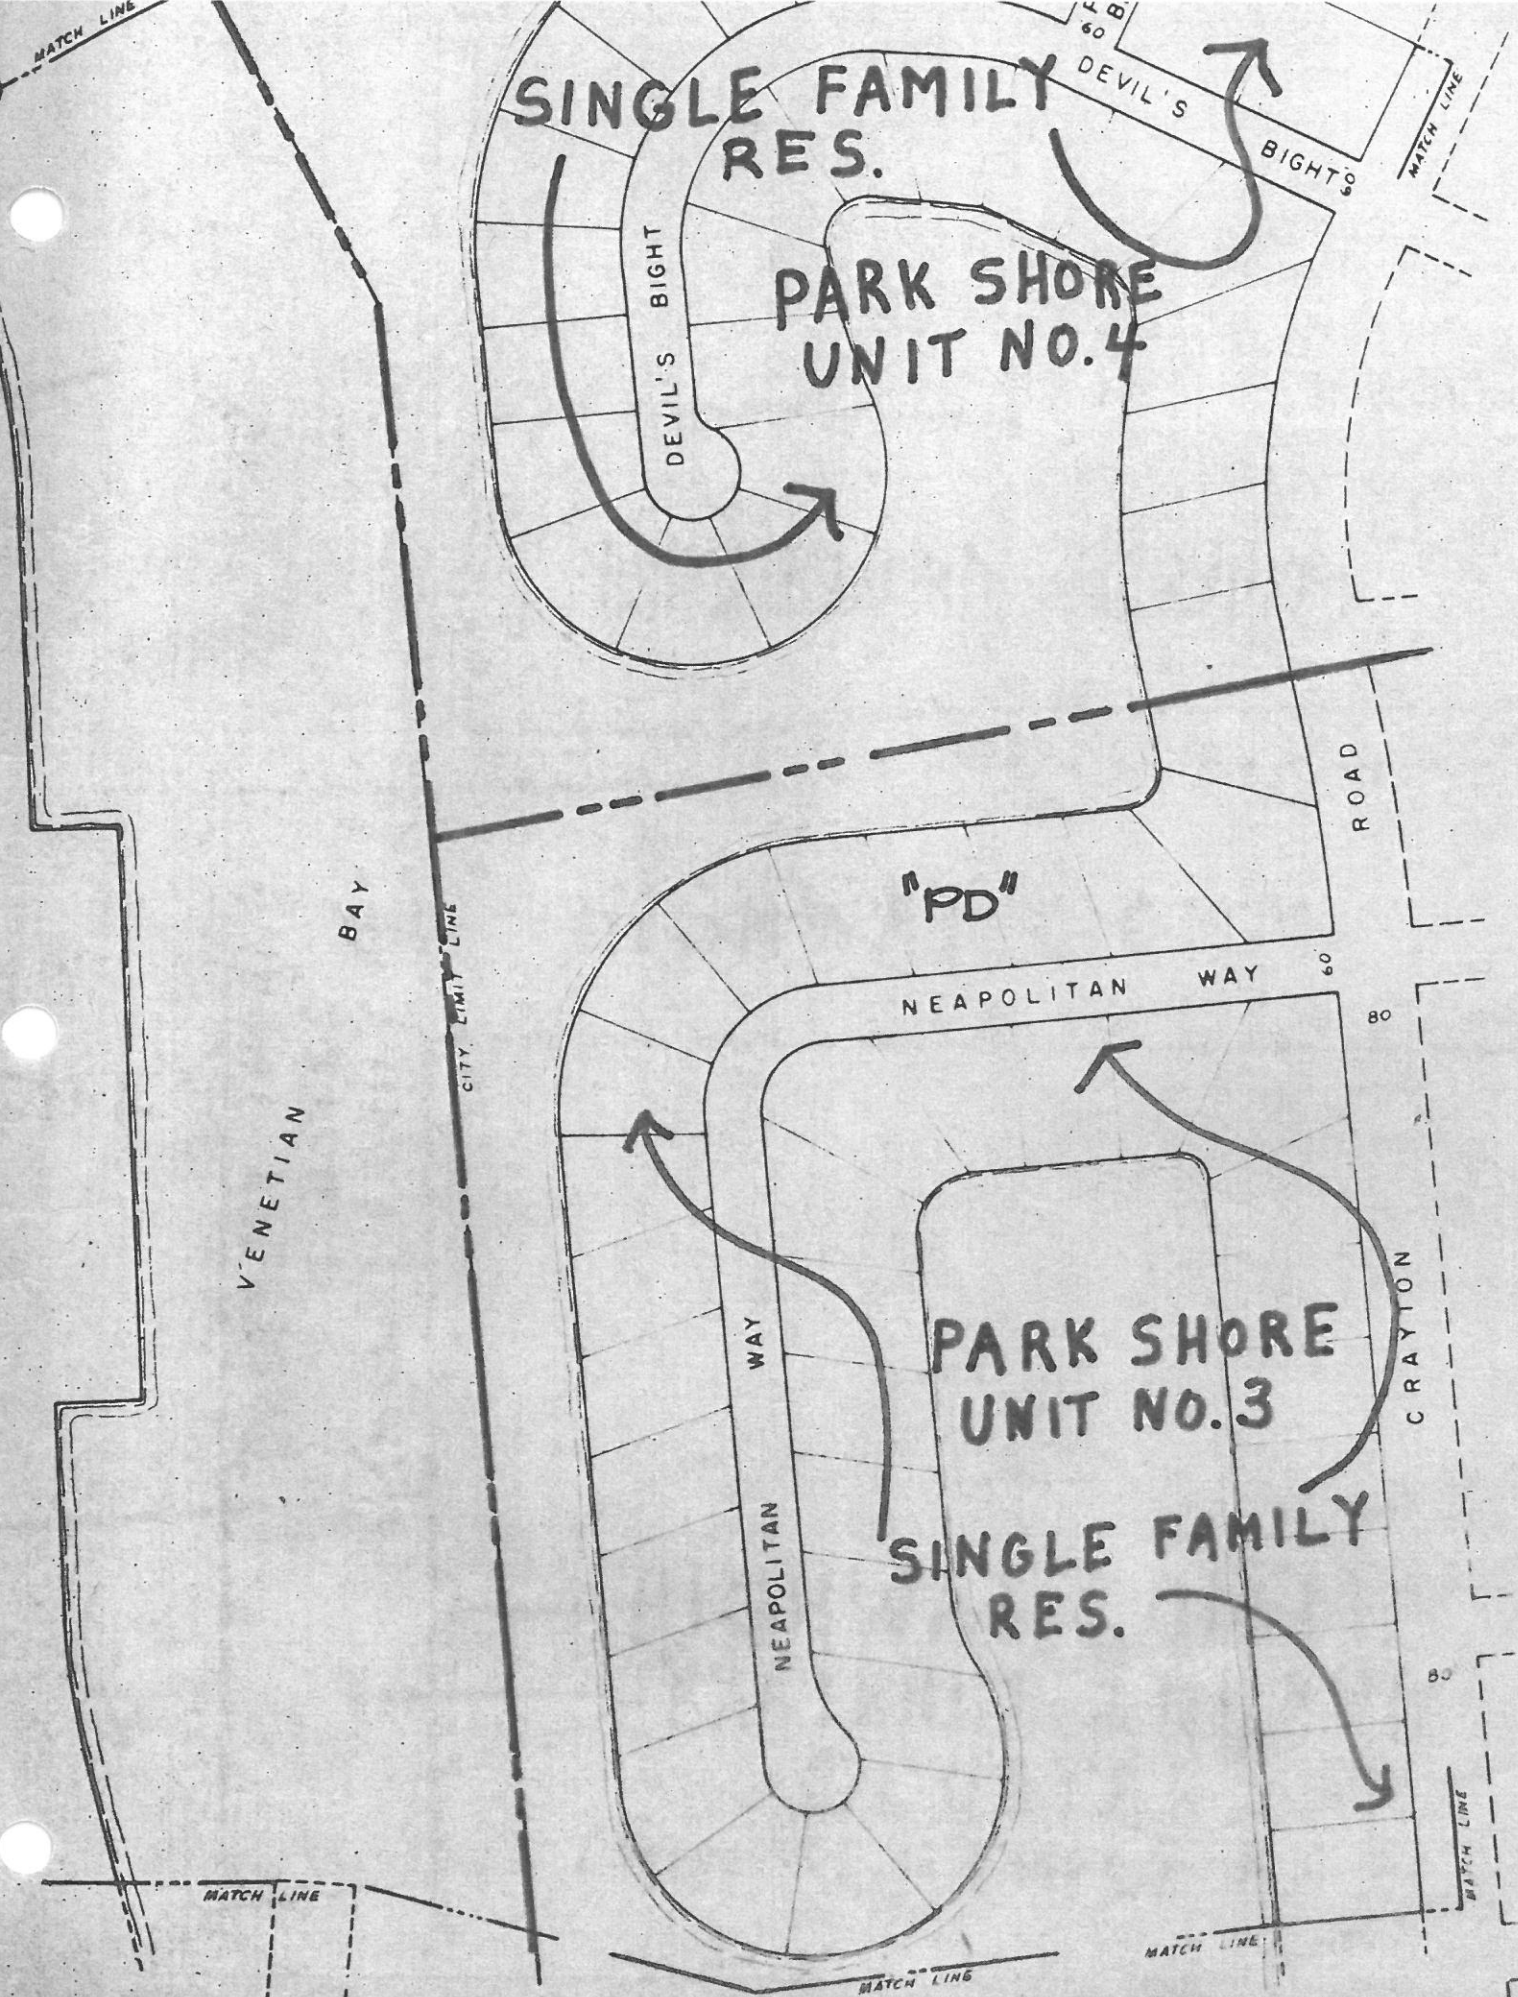 MATCH LINE
60
DEVIL'S BIGHT
60
MATCH LINE
SINGLE FAMILY
RES.
DEVIL'S BIGHT
PARK SHORE
UNIT NO.4
ROAD
"PD"
BAY
CITY LIMIT LINE
NEAPOLITAN WAY
60
80
VENETIAN
CRAYTON
PARK SHORE
UNIT NO.3
NEAPOLITAN WAY
SINGLE FAMILY
RES.
80
MATCH LINE
MATCH LINE
MATCH LINE
MATCH LINE